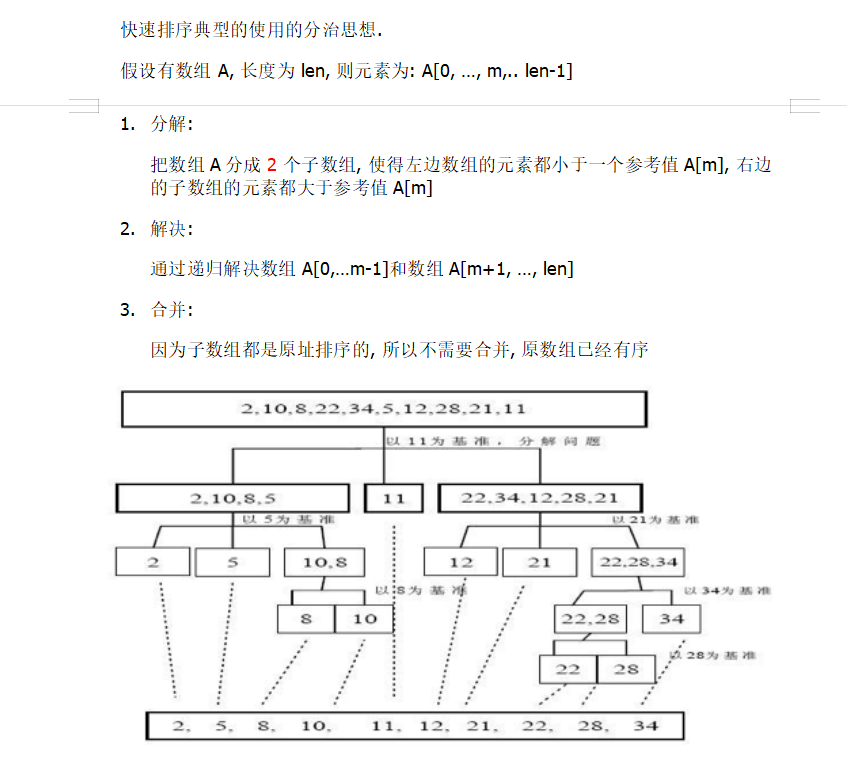 快速排序典型的使用的分治思想.
假设有数组 A, 长度为 len, 则元素为: A[0, ..., m,.. len-1]
1. 分解:
把数组 A 分成 2 个子数组, 使得左边数组的元素都小于一个参考值 A[m], 右边
的子数组的元素都大于参考值 A[m]
2. 解决:
通过递归解决数组 A[0,...m-1]和数组 A[m+1, ..., len]
3. 合并:
因为子数组都是原址排序的, 所以不需要合并, 原数组已经有序
2,10,8,22,34,5,12,28,21,11
以 11为 基 准 ， 分 解 问 题
2,10,8,5
11
22,34,12,28,21
以 5为 基 准
以 21为 基 准
2
5
10,8
12
21
22,28,34
以 8为 基 准
以 34为 基 准
8
10
22,28
34
以 28为 基 准
22
28
2, 5, 8, 10, 11, 12, 21, 22, 28, 34